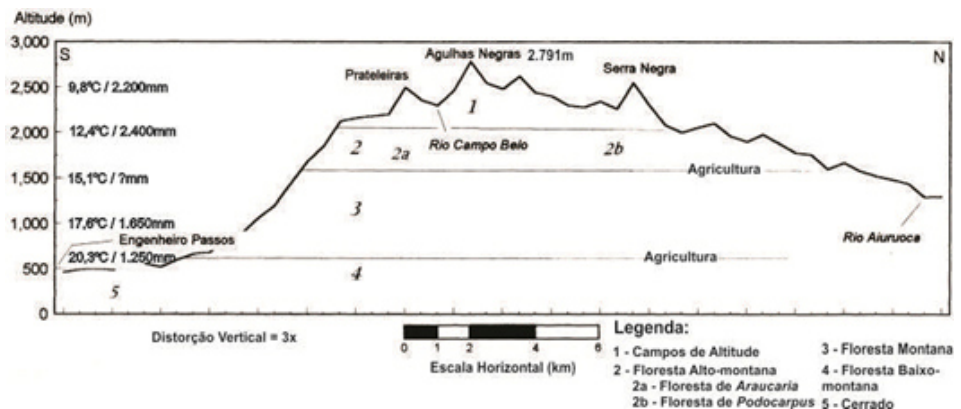 Altitude (m)
3,000
S
N
Agulhas Negras 2.791m
Prateleiras
Serra Negra
2,500
9,8ºC / 2.200mm
1
12,4ºC / 2.400mm
2,000
2
2a
Rio Campo Belo
2b
15,1ºC / ?mm
Agricultura
1,500
3
17,6ºC / 1.650mm
1,000
Engenheiro Passos
Rio Aiuruoca
20,3ºC / 1.250mm
Agricultura
500
4
5
0
Distorção Vertical = 3x
0 1 2 4 6
Escala Horizontal (km)
Legenda:
1 - Campos de Altitude
2 - Floresta Alto-montana
2a - Floresta de Araucaria
2b - Floresta de Podocarpus
3 - Floresta Montana
4 - Floresta Baixo-
montana
5 - Cerrado